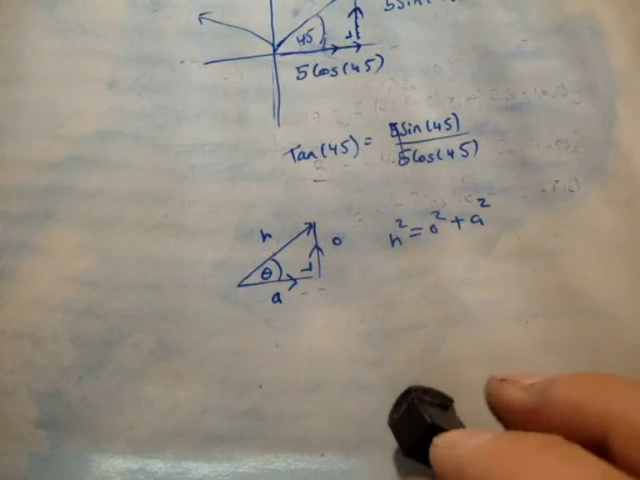 45
5Cos(45)
Tan(45) = 5Sin(45) / 5Cos(45)
h
o
θ
a
h² = o² + a²